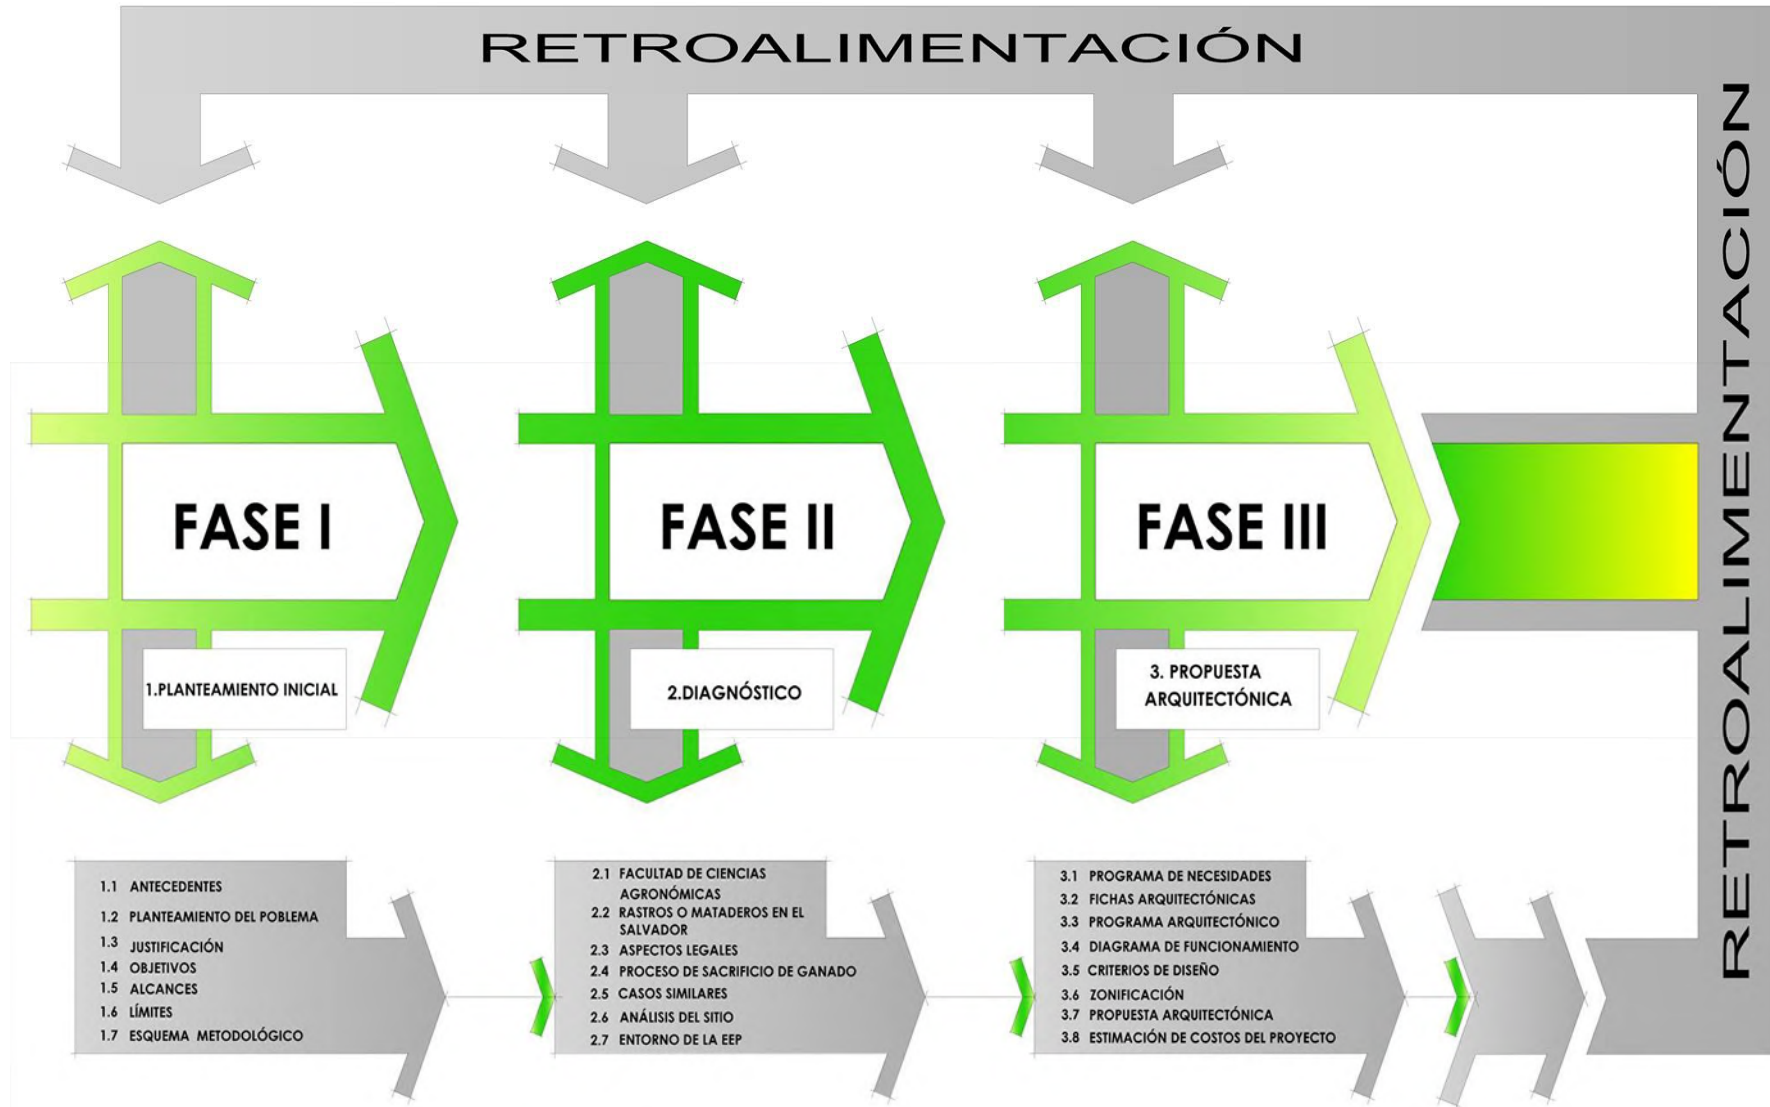 RETROALIMENTACIÓN
RETROALIMENTACIÓN
FASE I
FASE II
FASE III
1.PLANTEAMIENTO INICIAL
2.DIAGNÓSTICO
3. PROPUESTA
ARQUITECTÓNICA
1.1 ANTECEDENTES
1.2 PLANTEAMIENTO DEL POBLEMA
1.3 JUSTIFICACIÓN
1.4 OBJETIVOS
1.5 ALCANCES
1.6 LÍMITES
1.7 ESQUEMA METODOLÓGICO
2.1 FACULTAD DE CIENCIAS
AGRONÓMICAS
2.2 RASTROS O MATADEROS EN EL
SALVADOR
2.3 ASPECTOS LEGALES
2.4 PROCESO DE SACRIFICIO DE GANADO
2.5 CASOS SIMILARES
2.6 ANÁLISIS DEL SITIO
2.7 ENTORNO DE LA EEP
3.1 PROGRAMA DE NECESIDADES
3.2 FICHAS ARQUITECTÓNICAS
3.3 PROGRAMA ARQUITECTÓNICO
3.4 DIAGRAMA DE FUNCIONAMIENTO
3.5 CRITERIOS DE DISEÑO
3.6 ZONIFICACIÓN
3.7 PROPUESTA ARQUITECTÓNICA
3.8 ESTIMACIÓN DE COSTOS DEL PROYECTO